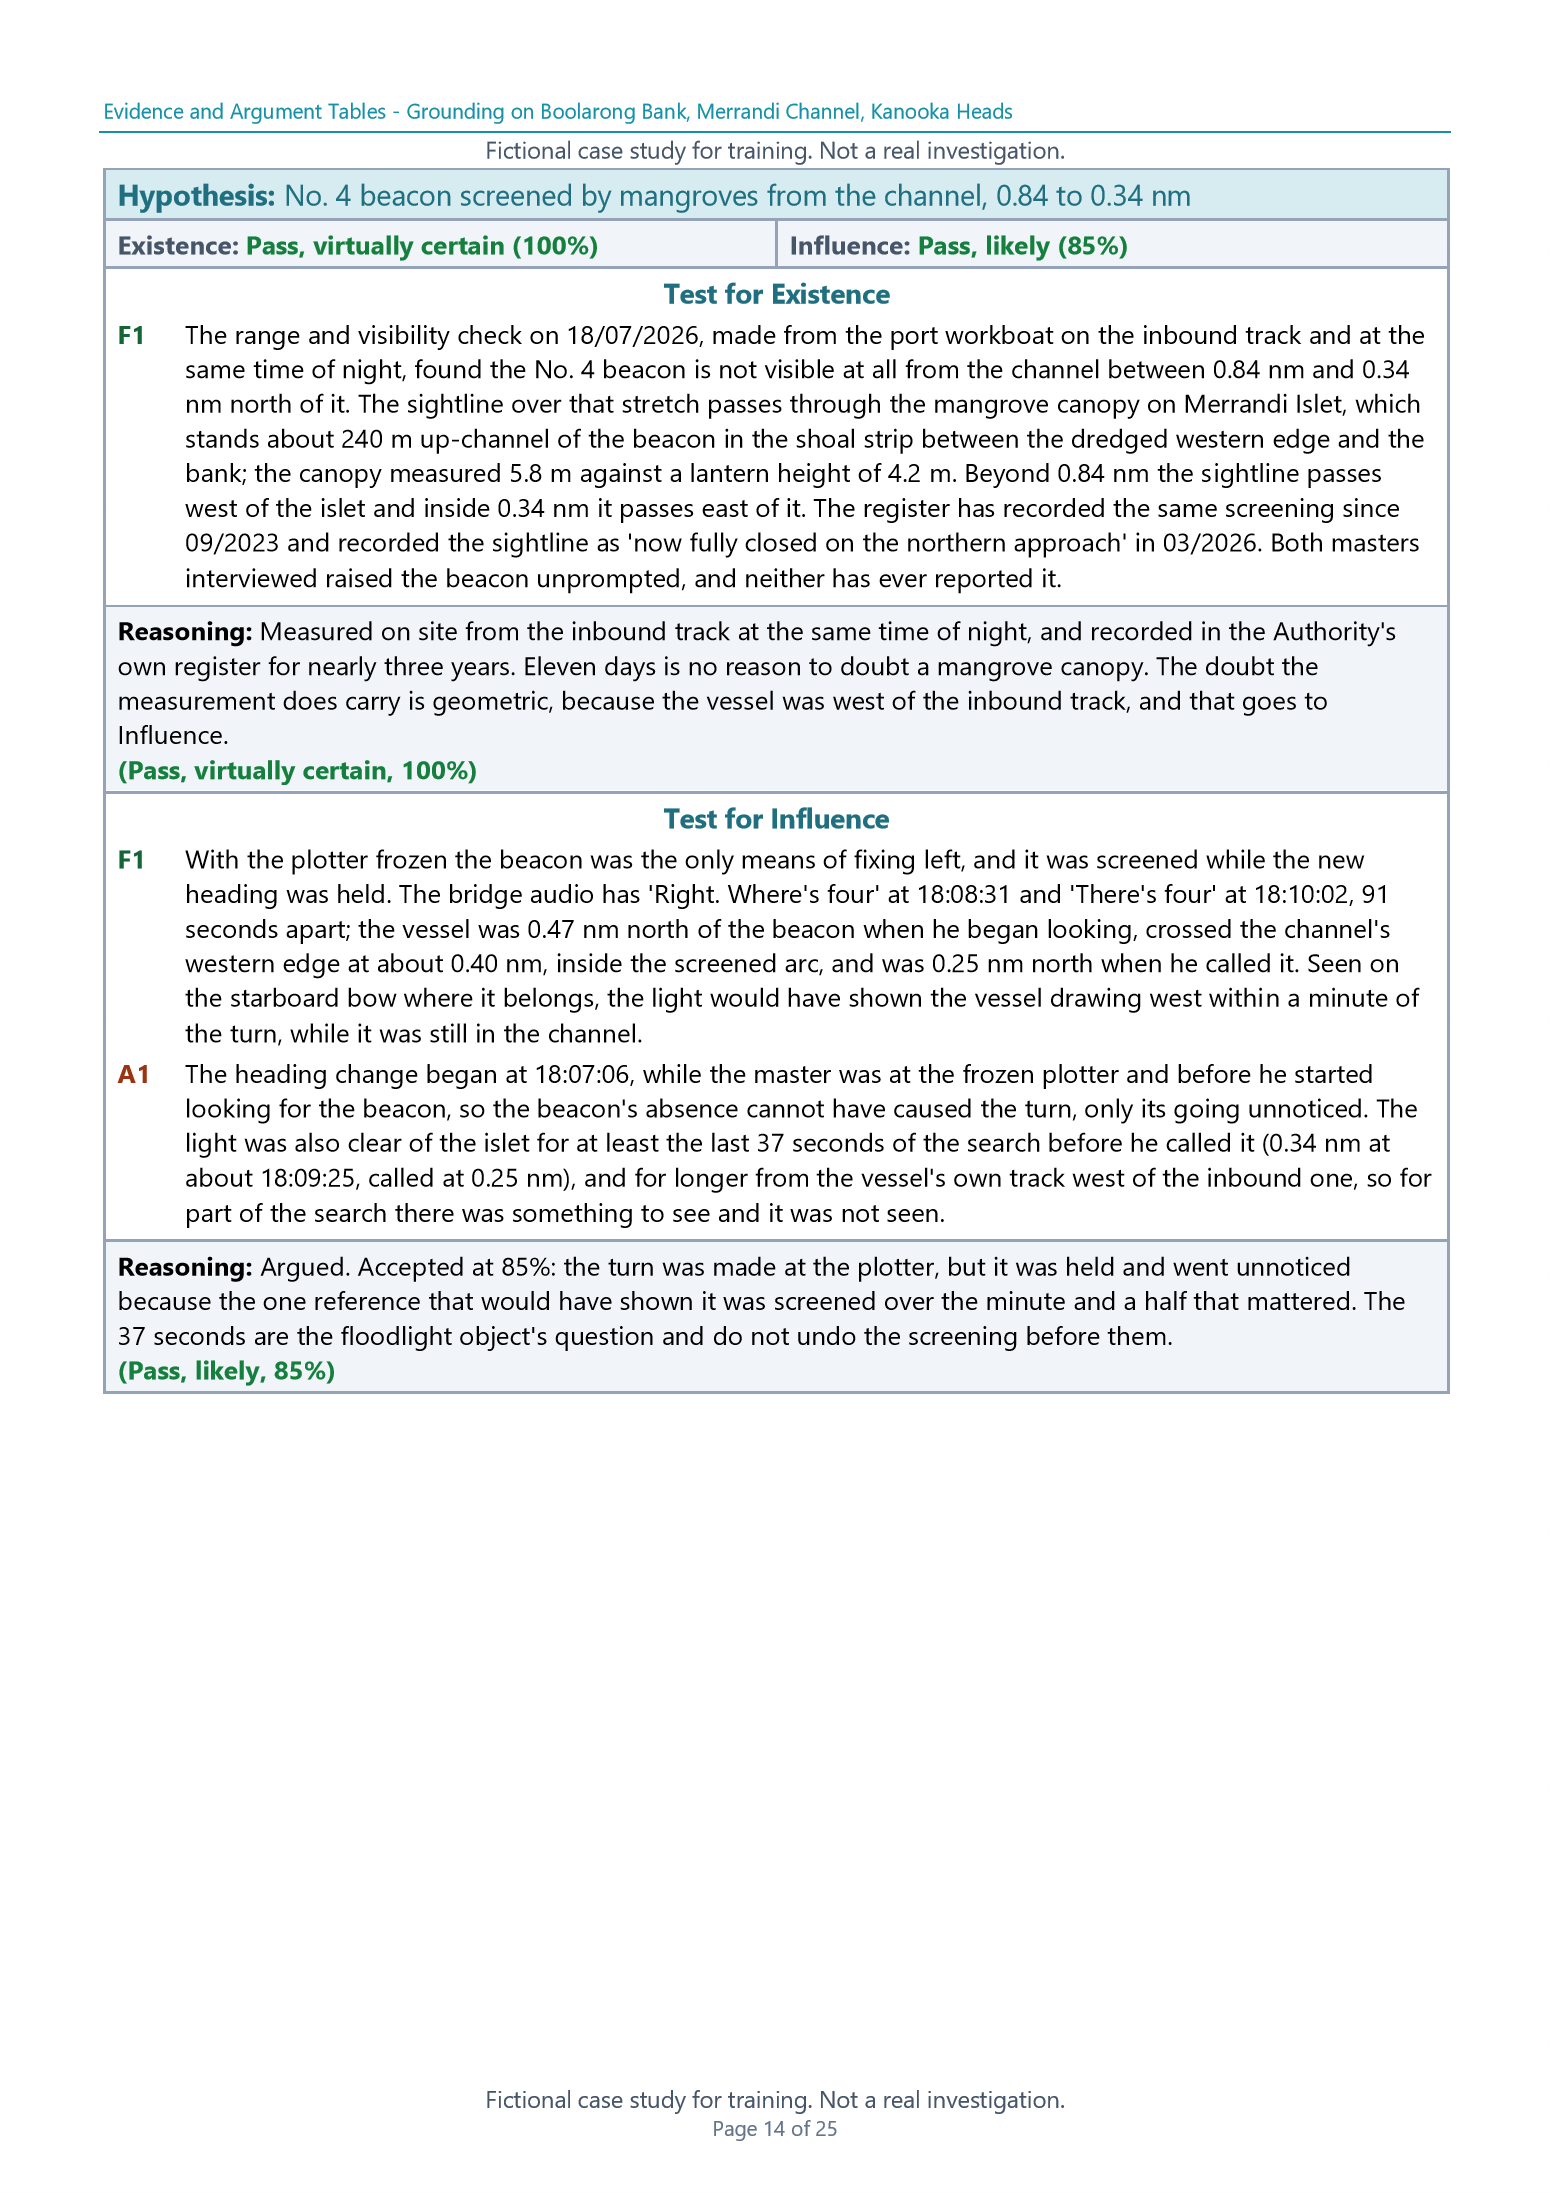 Evidence and Argument Tables - Grounding on Boolarong Bank, Merrandi Channel, Kanooka Heads
Fictional case study for training. Not a real investigation.
Hypothesis: No. 4 beacon screened by mangroves from the channel, 0.84 to 0.34 nm
Existence: Pass, virtually certain (100%)
Influence: Pass, likely (85%)
Test for Existence
F1 The range and visibility check on 18/07/2026, made from the port workboat on the inbound track and at the
same time of night, found the No. 4 beacon is not visible at all from the channel between 0.84 nm and 0.34
nm north of it. The sightline over that stretch passes through the mangrove canopy on Merrandi Islet, which
stands about 240 m up-channel of the beacon in the shoal strip between the dredged western edge and the
bank; the canopy measured 5.8 m against a lantern height of 4.2 m. Beyond 0.84 nm the sightline passes
west of the islet and inside 0.34 nm it passes east of it. The register has recorded the same screening since
09/2023 and recorded the sightline as 'now fully closed on the northern approach' in 03/2026. Both masters
interviewed raised the beacon unprompted, and neither has ever reported it.
Reasoning: Measured on site from the inbound track at the same time of night, and recorded in the Authority's
own register for nearly three years. Eleven days is no reason to doubt a mangrove canopy. The doubt the
measurement does carry is geometric, because the vessel was west of the inbound track, and that goes to
Influence.
(Pass, virtually certain, 100%)
Test for Influence
F1 With the plotter frozen the beacon was the only means of fixing left, and it was screened while the new
heading was held. The bridge audio has 'Right. Where's four' at 18:08:31 and 'There's four' at 18:10:02, 91
seconds apart; the vessel was 0.47 nm north of the beacon when he began looking, crossed the channel's
western edge at about 0.40 nm, inside the screened arc, and was 0.25 nm north when he called it. Seen on
the starboard bow where it belongs, the light would have shown the vessel drawing west within a minute of
the turn, while it was still in the channel.
A1 The heading change began at 18:07:06, while the master was at the frozen plotter and before he started
looking for the beacon, so the beacon's absence cannot have caused the turn, only its going unnoticed. The
light was also clear of the islet for at least the last 37 seconds of the search before he called it (0.34 nm at
about 18:09:25, called at 0.25 nm), and for longer from the vessel's own track west of the inbound one, so for
part of the search there was something to see and it was not seen.
Reasoning: Argued. Accepted at 85%: the turn was made at the plotter, but it was held and went unnoticed
because the one reference that would have shown it was screened over the minute and a half that mattered. The
37 seconds are the floodlight object's question and do not undo the screening before them.
(Pass, likely, 85%)
Fictional case study for training. Not a real investigation.
Page 14 of 25